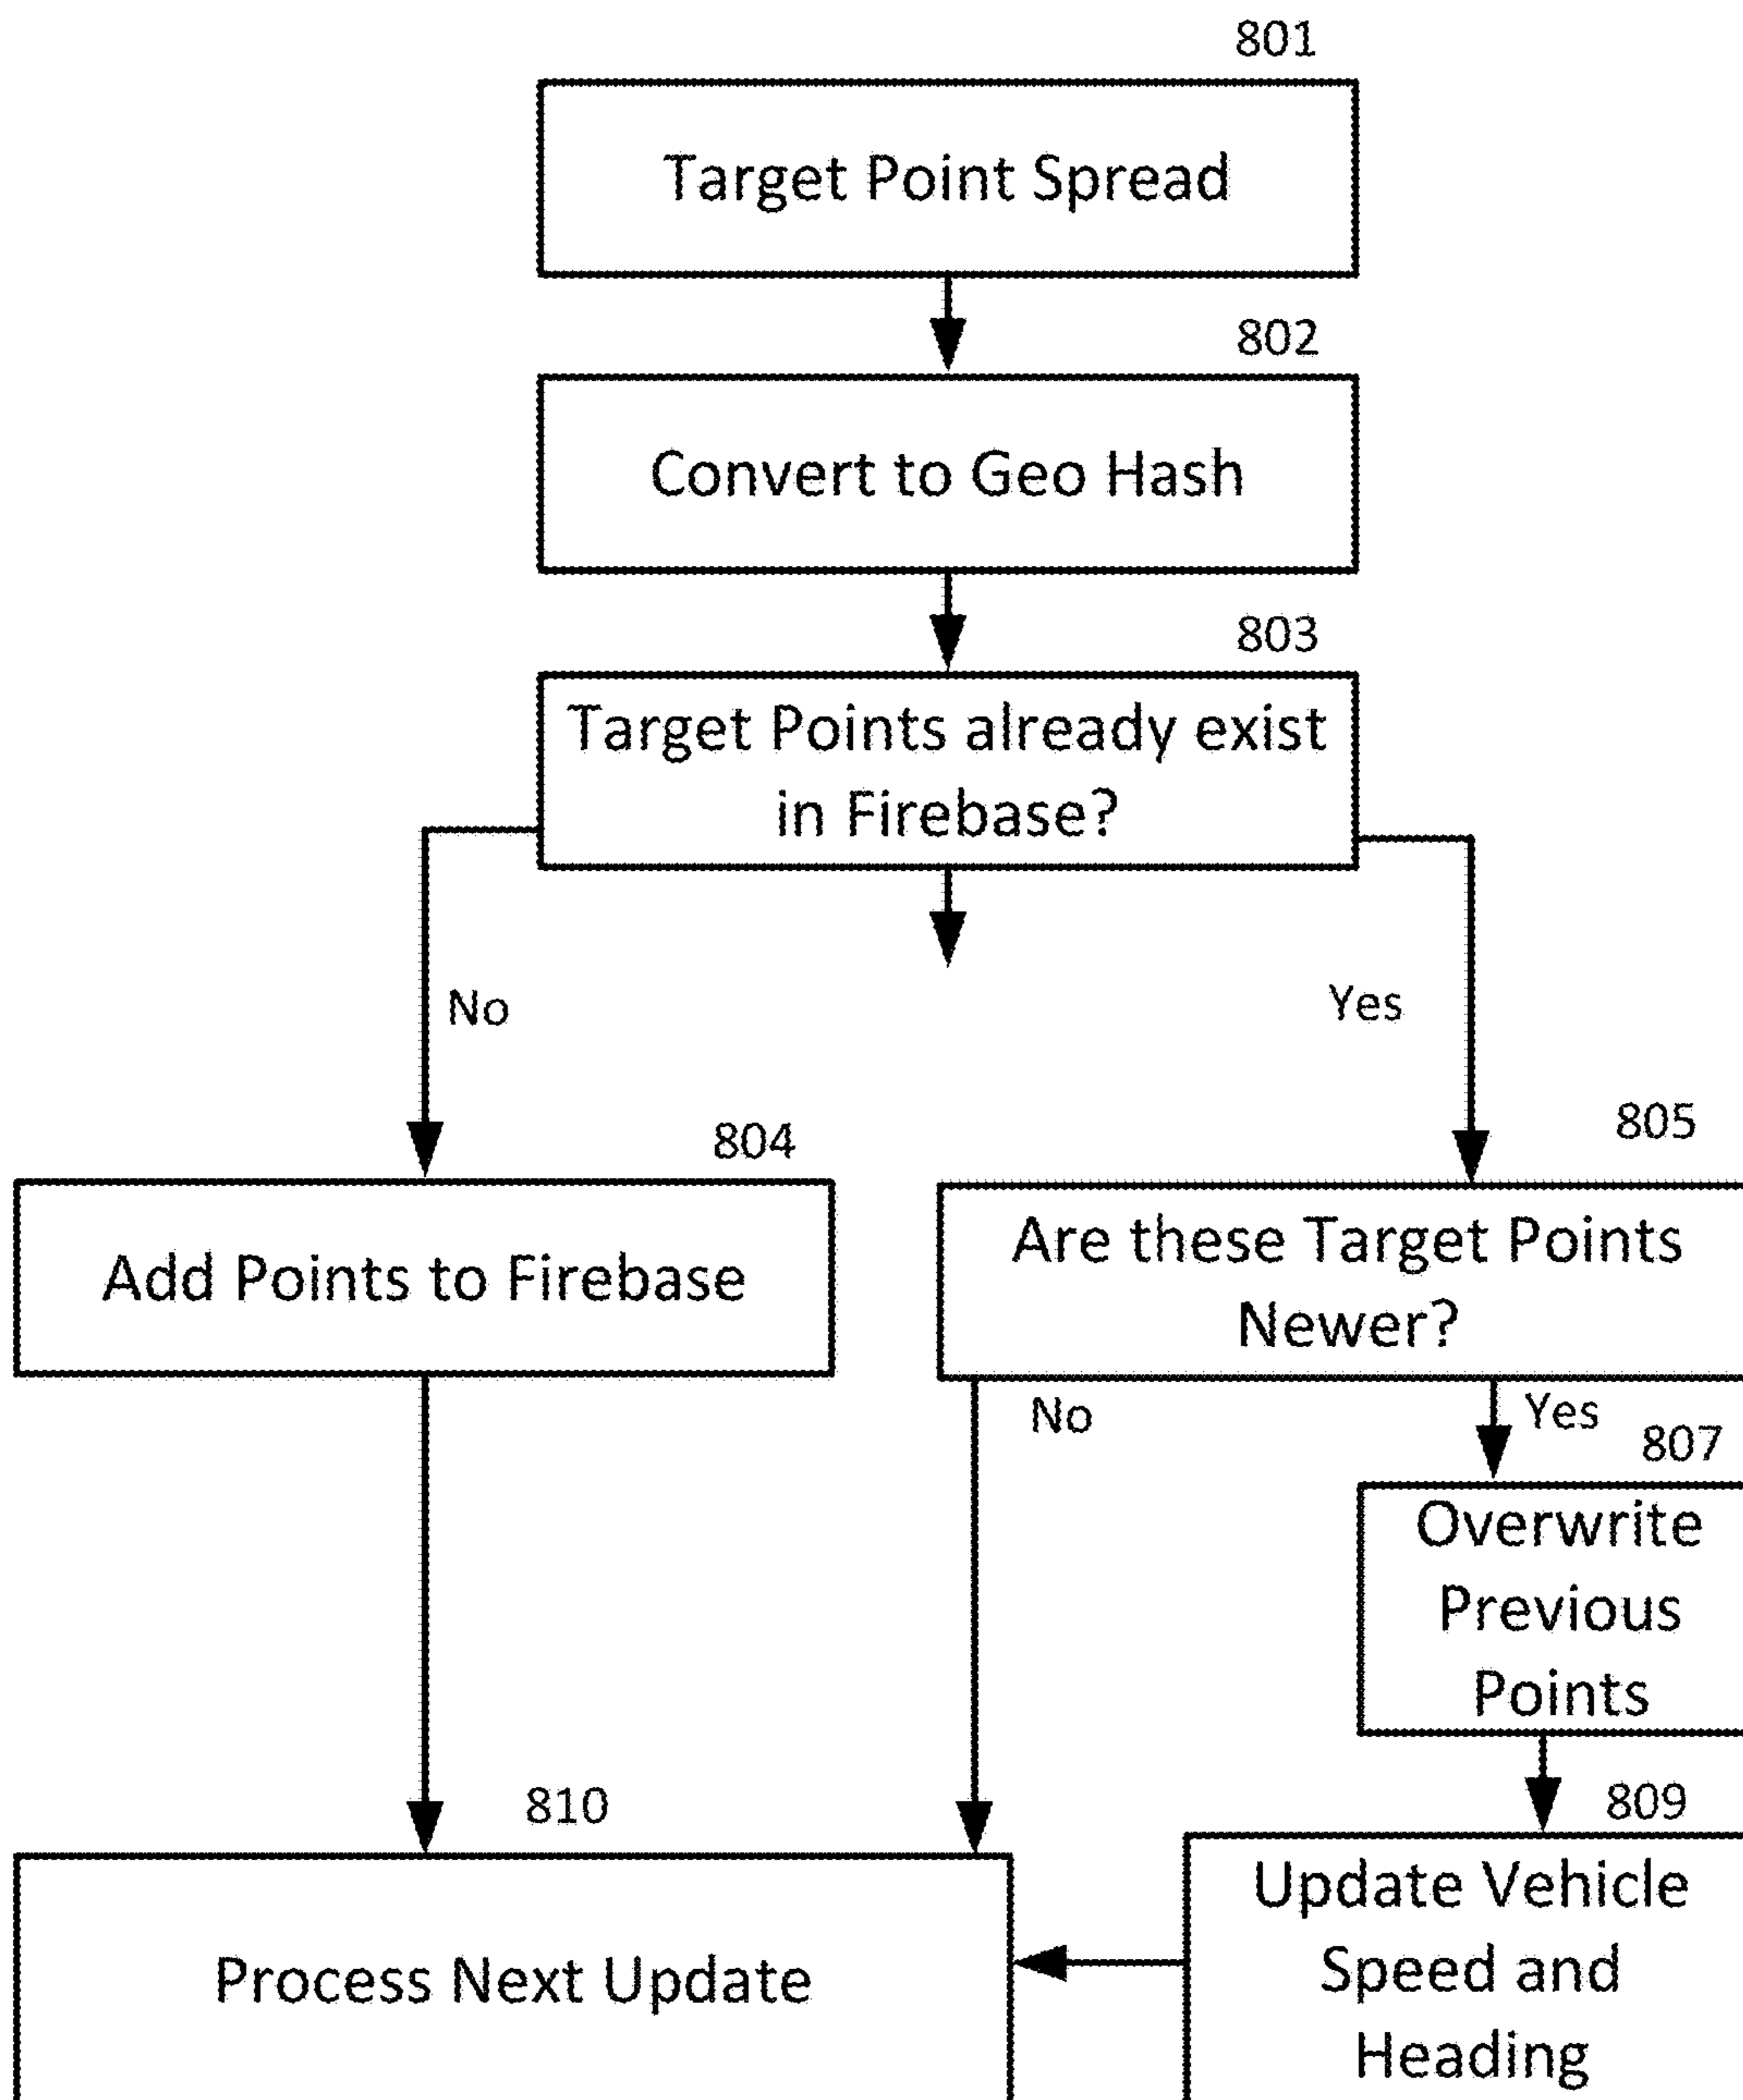 801
Target Point Spread
802
Convert to Geo Hash
803
Target Points already exist
in Firebase?
No
Yes
804
Add Points to Firebase
805
Are these Target Points
Newer?
No
Yes
807
Overwrite
Previous
Points
809
Update Vehicle
Speed and
Heading
810
Process Next Update